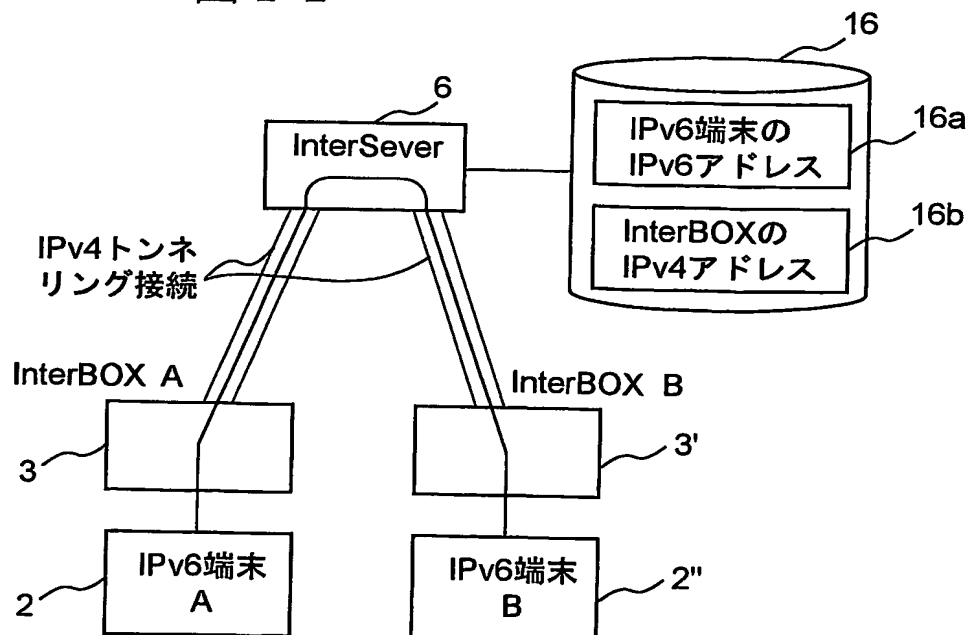 16
6
InterSever
IPv6端末の
IPv6アドレス
16a
InterBOXの
IPv4アドレス
16b
IPv4トンネ
リング接続
InterBOX A
InterBOX B
3
3'
IPv6端末
A
2
IPv6端末
B
2"